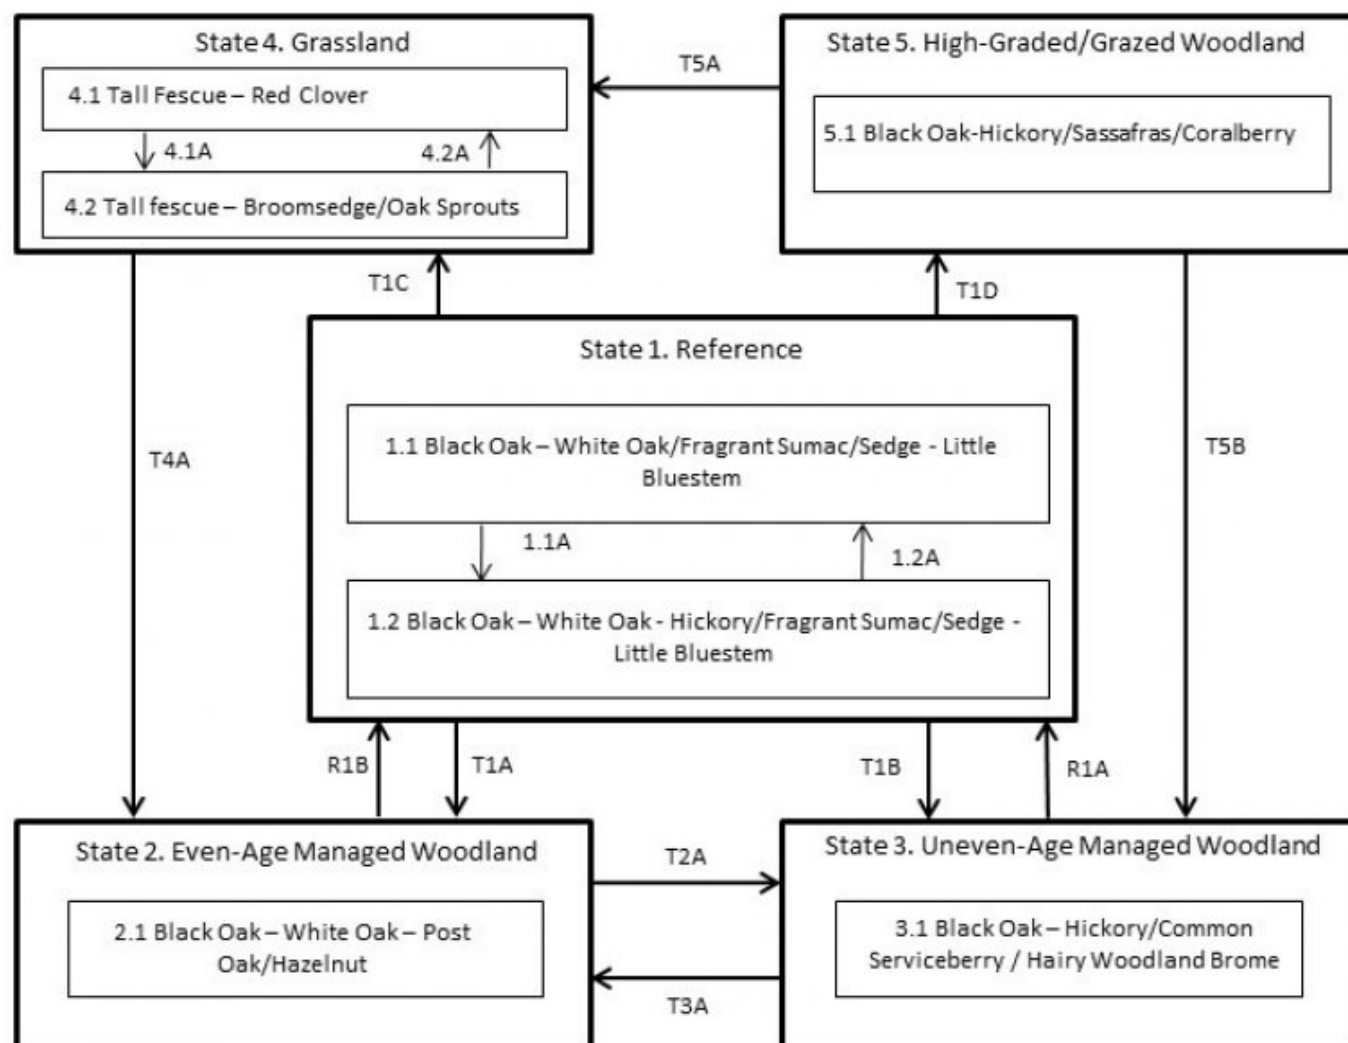 State 4. Grassland
4.1 Tall Fescue – Red Clover
4.1A
4.2A
4.2 Tall fescue – Broomsedge/Oak Sprouts
T5A
State 5. High-Graded/Grazed Woodland
5.1 Black Oak-Hickory/Sassafras/Coralberry
T1C
T1D
State 1. Reference
1.1 Black Oak – White Oak/Fragrant Sumac/Sedge - Little
Bluestem
1.1A
1.2A
1.2 Black Oak – White Oak - Hickory/Fragrant Sumac/Sedge -
Little Bluestem
T4A
T5B
R1B
T1A
T1B
R1A
State 2. Even-Age Managed Woodland
2.1 Black Oak – White Oak – Post
Oak/Hazelnut
T2A
T3A
State 3. Uneven-Age Managed Woodland
3.1 Black Oak – Hickory/Common
Serviceberry / Hairy Woodland Brome